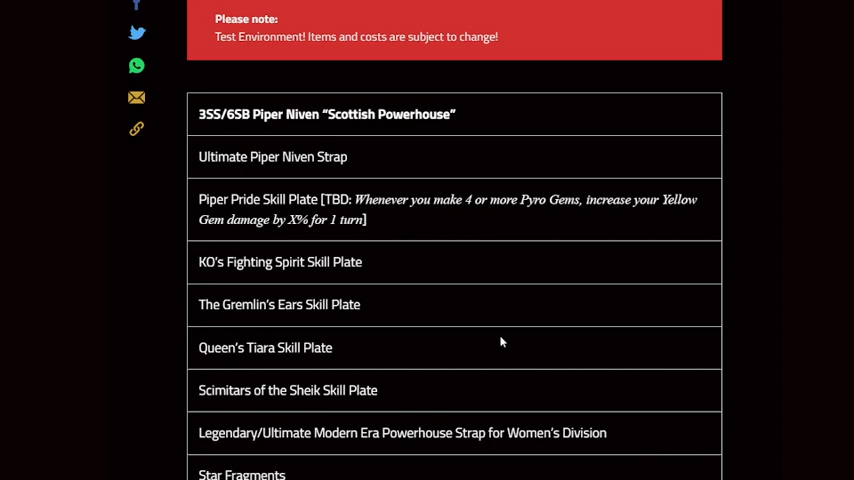 Please note:
Test Environment! Items and costs are subject to change!
3SS/6SB Piper Niven “Scottish Powerhouse”
Ultimate Piper Niven Strap
Piper Pride Skill Plate [TBD: Whenever you make 4 or more Pyro Gems, increase your Yellow
Gem damage by X% for 1 turn]
KO’s Fighting Spirit Skill Plate
The Gremlin’s Ears Skill Plate
Queen’s Tiara Skill Plate
Scimitars of the Sheik Skill Plate
Legendary/Ultimate Modern Era Powerhouse Strap for Women’s Division
Star Fragments